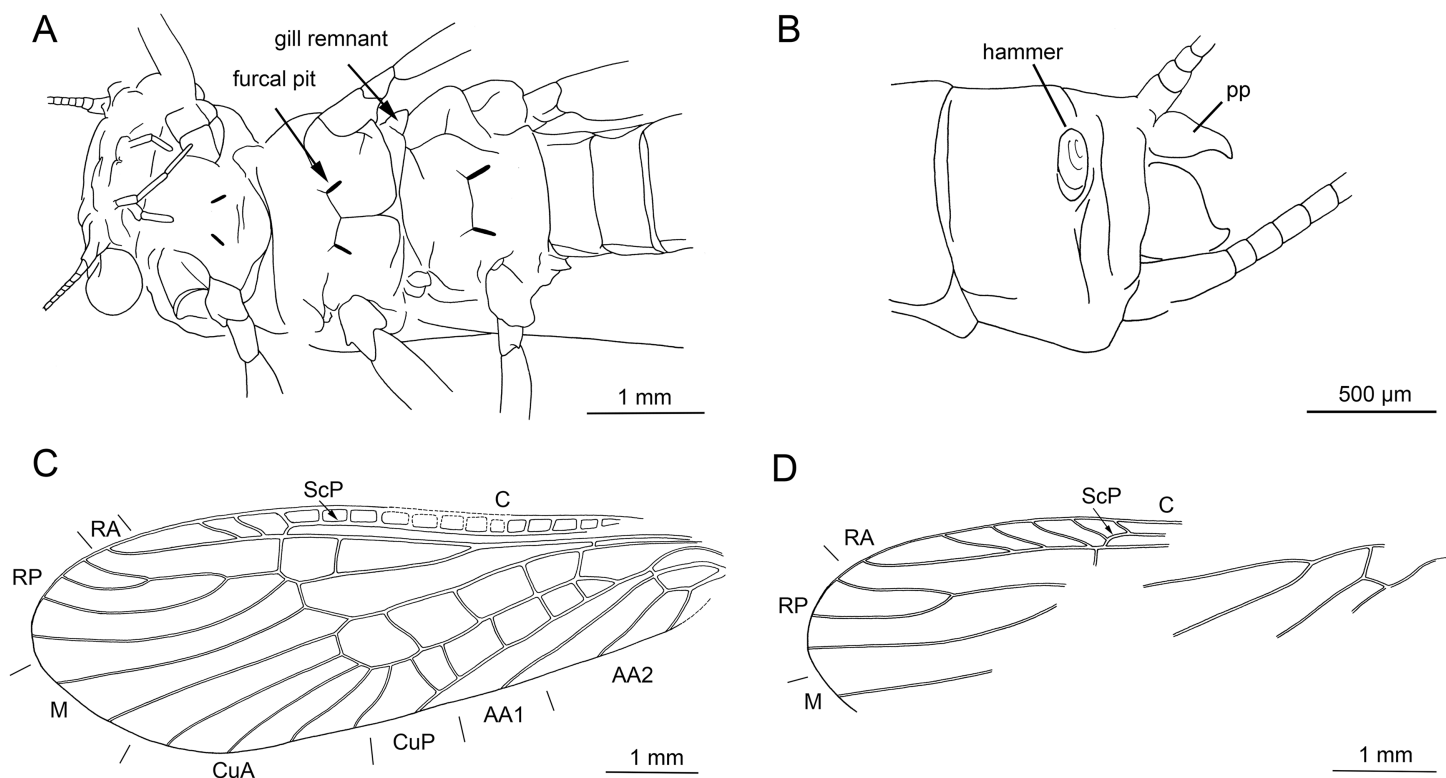 A
gill remnant
furcal pit
1 mm
B
hammer
pp
500 µm
C
ScP
C
RA
RP
M
CuA
CuP
AA1
AA2
1 mm
D
ScP
C
RA
RP
M
1 mm